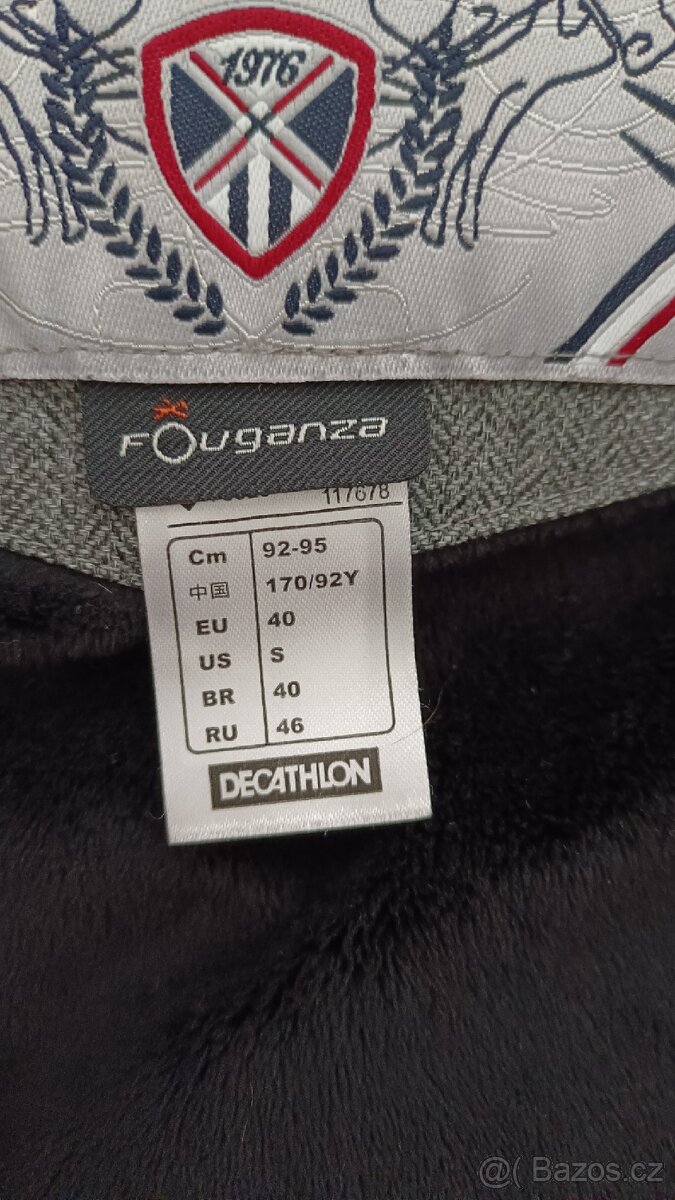 1976
FOuganza
117678
Cm 92-95
中国 170/92Y
EU 40
US S
BR 40
RU 46
DECATHLON
@( Bazos.cz